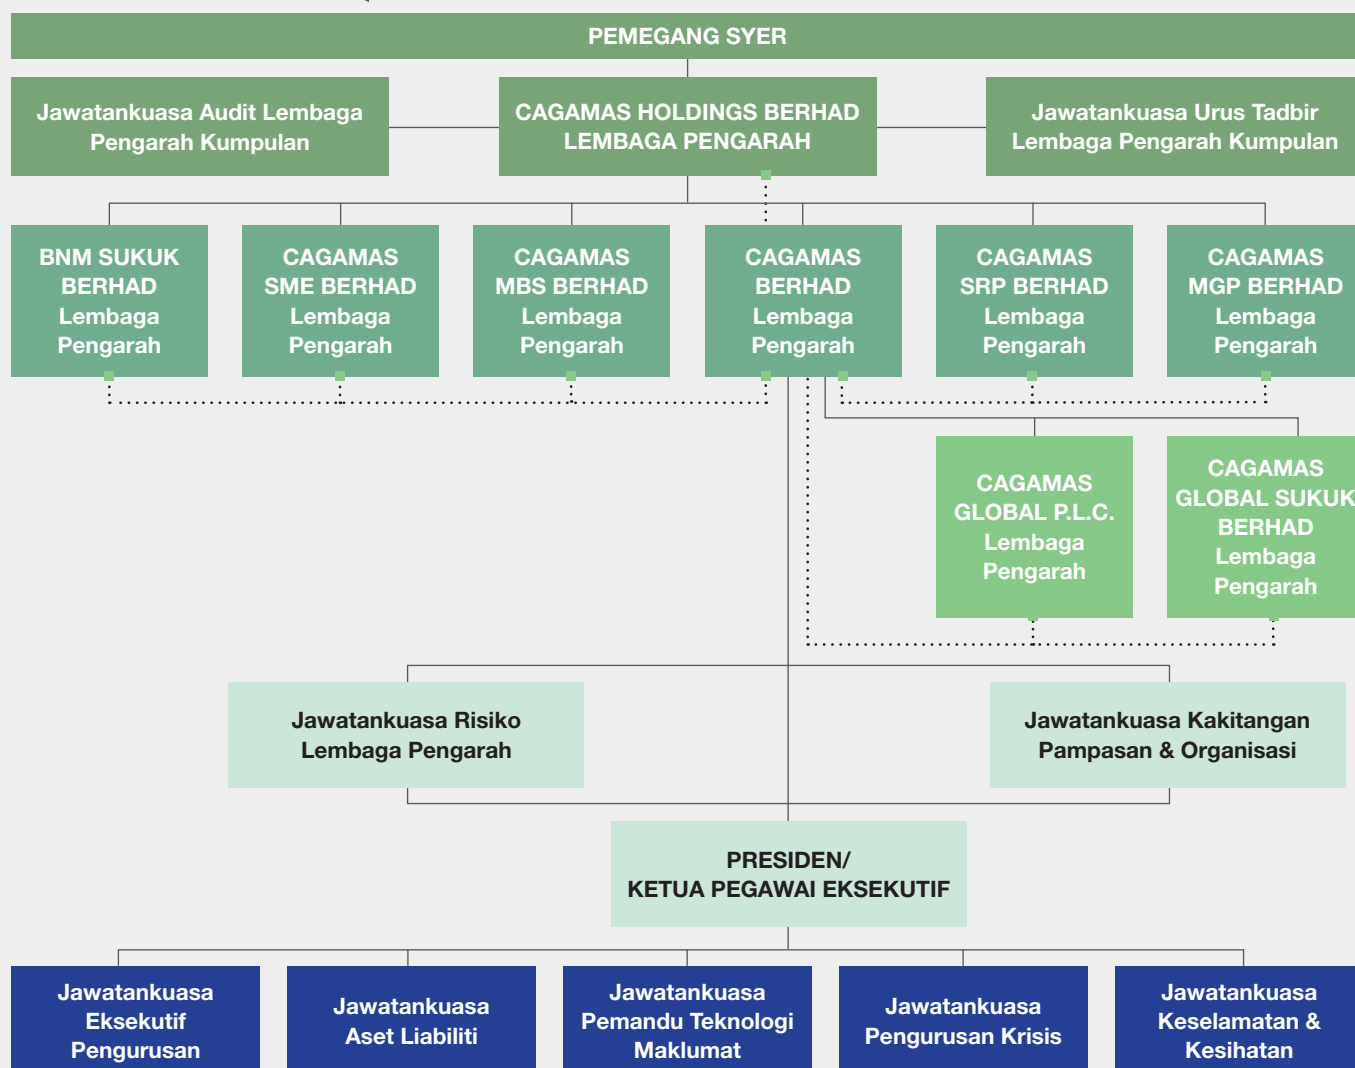 PEMEGANG SYER
Jawatankuasa Audit Lembaga
Pengarah Kumpulan
CAGAMAS HOLDINGS BERHAD
LEMBAGA PENGARAH
Jawatankuasa Urus Tadbir
Lembaga Pengarah Kumpulan
BNM SUKUK
BERHAD
Lembaga
Pengarah
CAGAMAS
SME BERHAD
Lembaga
Pengarah
CAGAMAS
MBS BERHAD
Lembaga
Pengarah
CAGAMAS
BERHAD
Lembaga
Pengarah
CAGAMAS
SRP BERHAD
Lembaga
Pengarah
CAGAMAS
MGP BERHAD
Lembaga
Pengarah
CAGAMAS
GLOBAL P.L.C.
Lembaga
Pengarah
CAGAMAS
GLOBAL SUKUK
BERHAD
Lembaga
Pengarah
Jawatankuasa Risiko
Lembaga Pengarah
Jawatankuasa Kakitangan
Pampasan & Organisasi
PRESIDEN/
KETUA PEGAWAI EKSEKUTIF
Jawatankuasa
Eksekutif
Pengurusan
Jawatankuasa
Aset Liabiliti
Jawatankuasa
Pemandu Teknologi
Maklumat
Jawatankuasa
Pengurusan Krisis
Jawatankuasa
Keselamatan &
Kesihatan